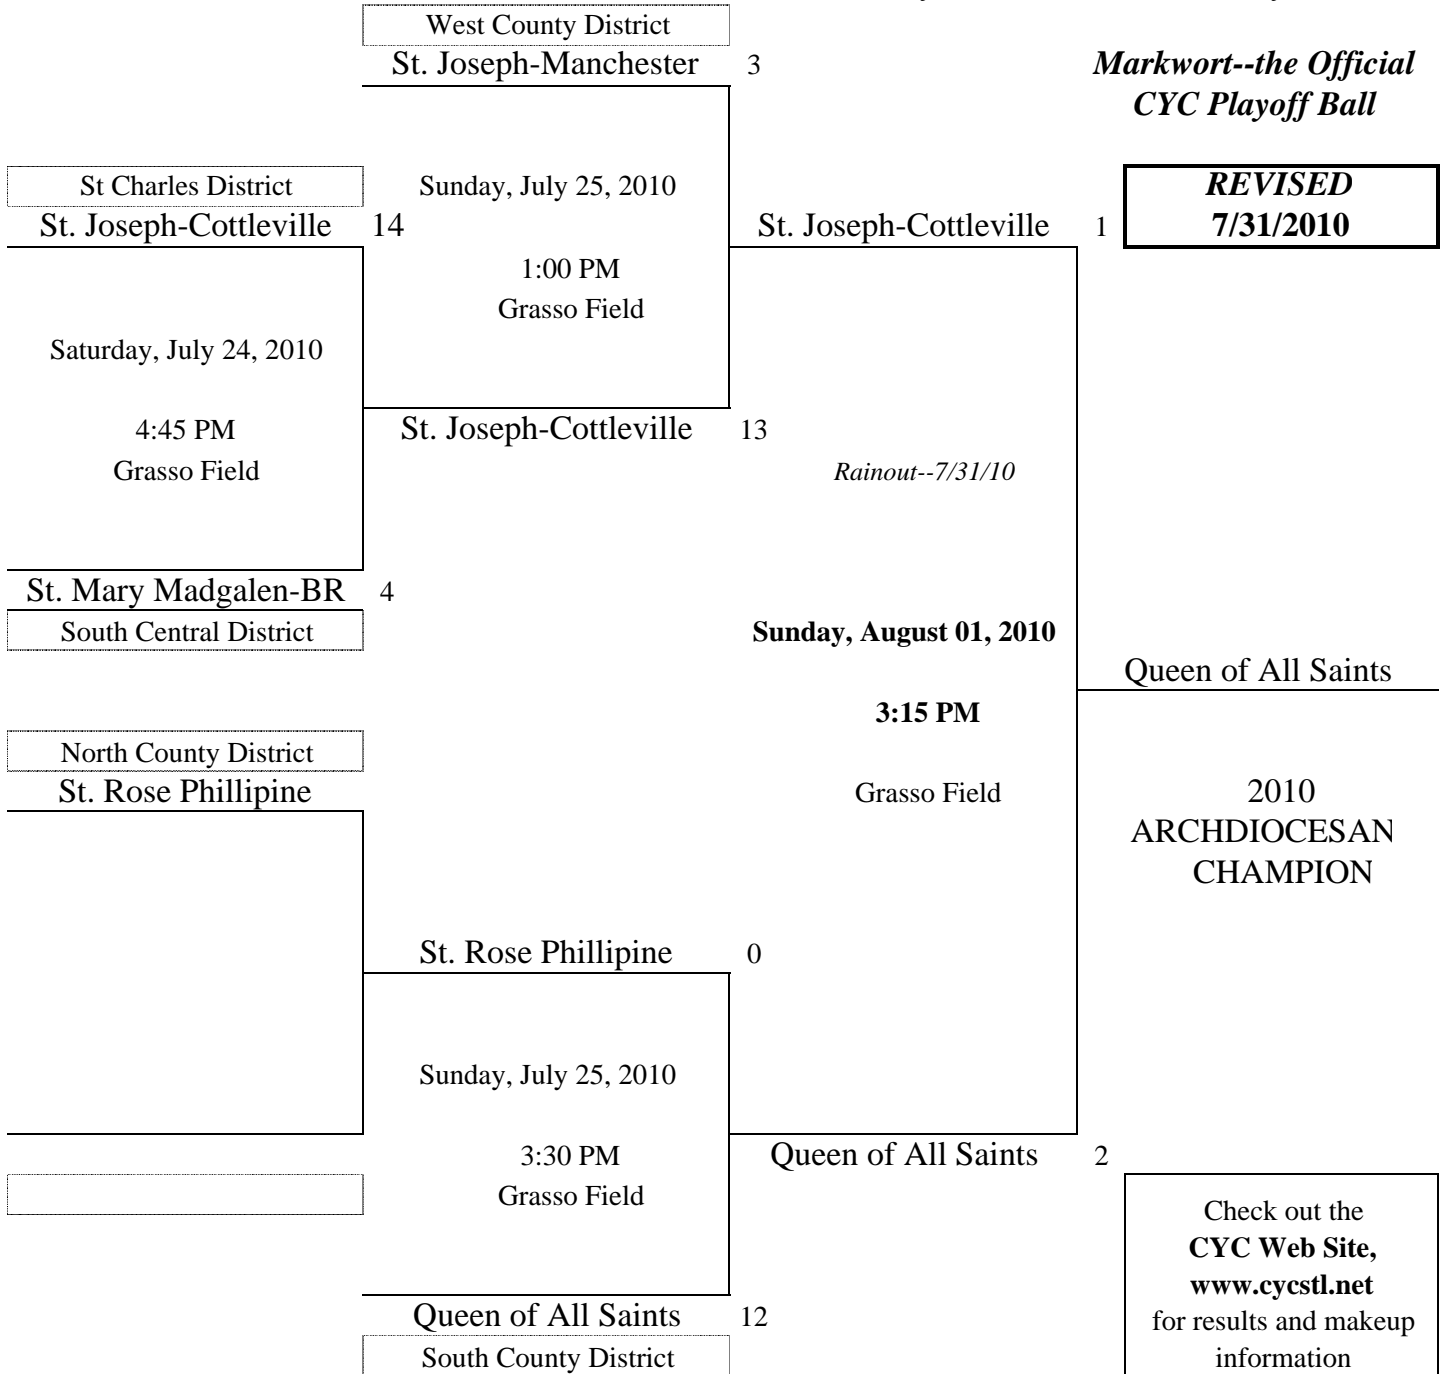 West County District
St. Joseph-Manchester 3
Markwort--the Official
CYC Playoff Ball
St Charles District
Sunday, July 25, 2010
REVISED
St. Joseph-Cottleville 14
St. Joseph-Cottleville 1
7/31/2010
1:00 PM
Grasso Field
Saturday, July 24, 2010
4:45 PM
St. Joseph-Cottleville 13
Grasso Field
Rainout--7/31/10
St. Mary Madgalen-BR 4
South Central District
Sunday, August 01, 2010
Queen of All Saints
3:15 PM
North County District
St. Rose Phillipine
Grasso Field
2010
ARCHDIOCESAN
CHAMPION
St. Rose Phillipine 0
Sunday, July 25, 2010
3:30 PM
Queen of All Saints 2
Grasso Field
Check out the
CYC Web Site,
www.cycstl.net
Queen of All Saints 12
for results and makeup
South County District
information